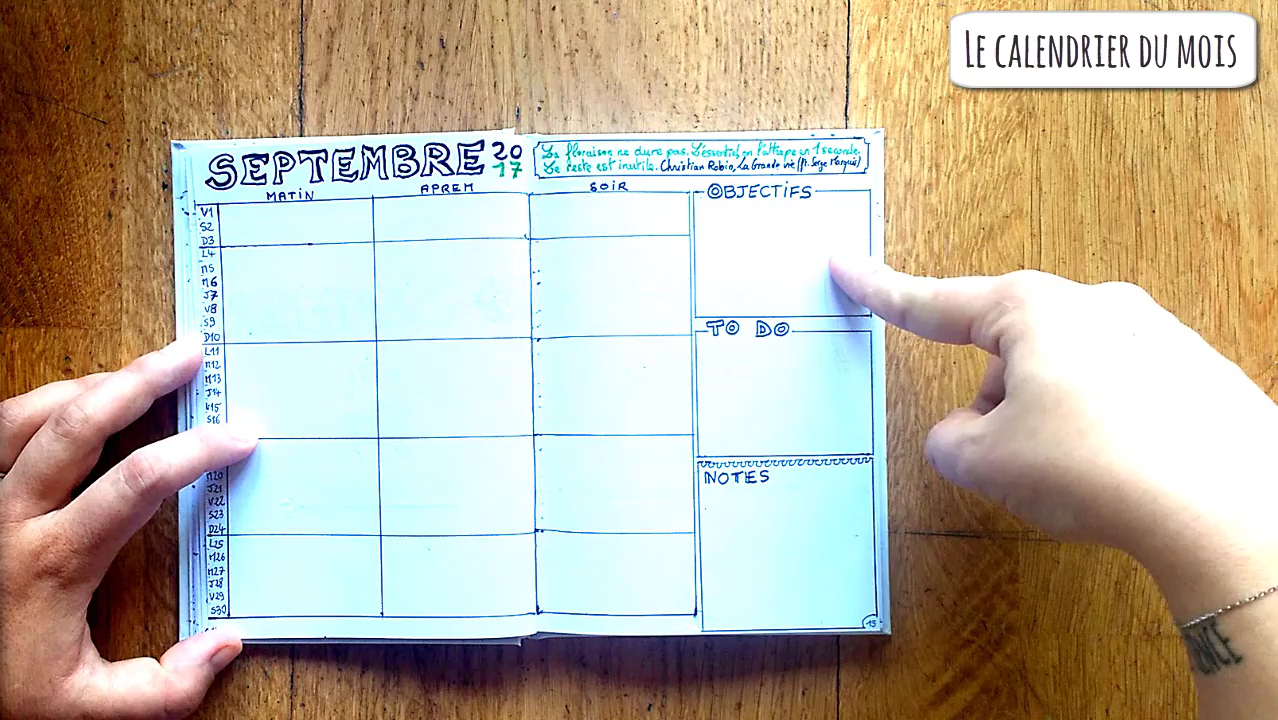 LE CALENDRIER DU MOIS
SEPTEMBRE 2017
La floraison ne dure pas. L'essentiel, on l'attrape en 1 seconde.
Le reste est inutile. Christian Robin, La Grande vie (M. Serge Marquis)
MATIN APREM SOIR
OBJECTIFS
V1
S2
D3
L4
M5
M6
J7
V8
S9
D10
L11
M12
M13
J14
V15
S16
M20
J21
V22
S23
D24
L25
M26
M27
J28
V29
S30
TO DO
NOTES
15